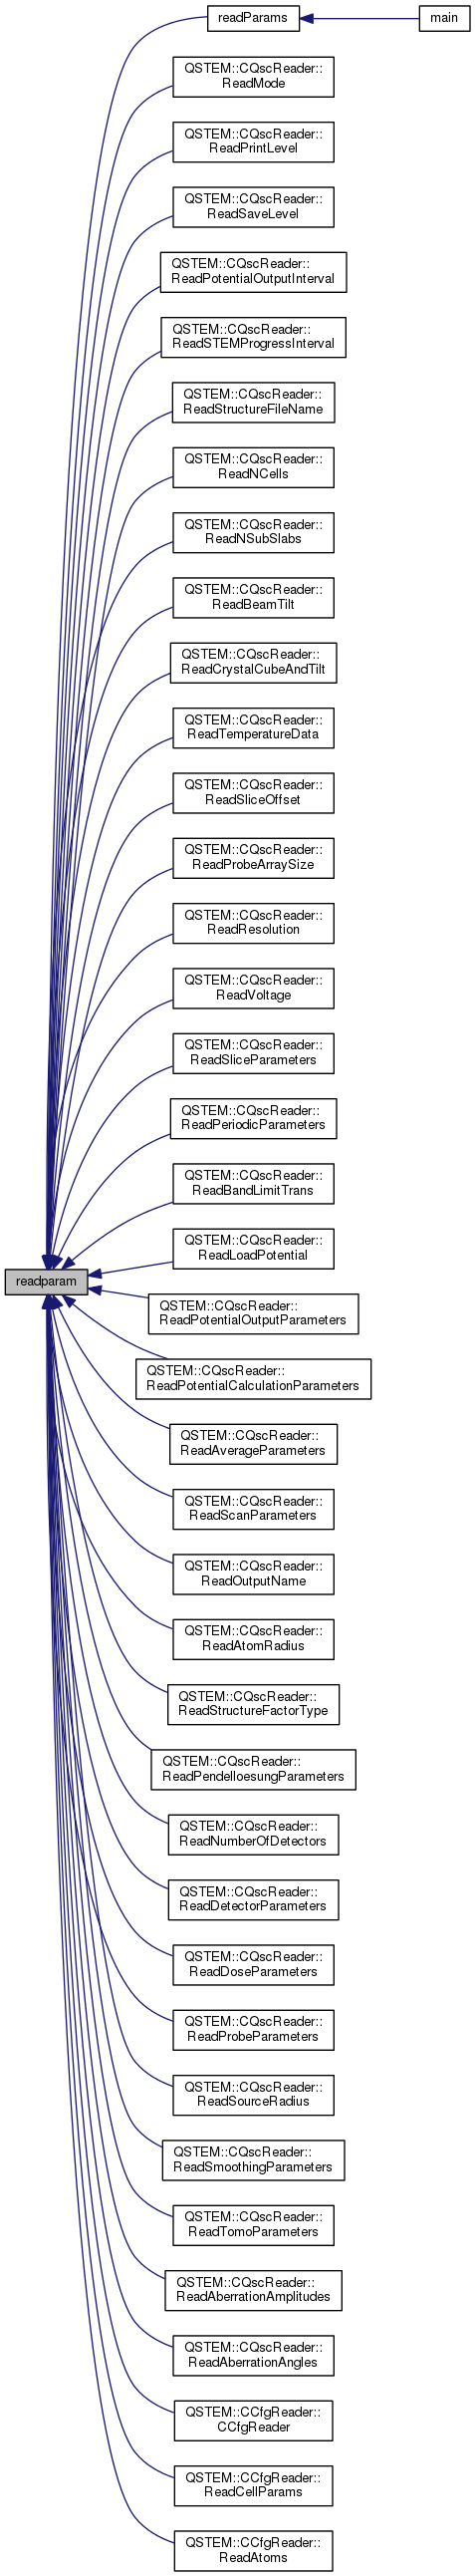 readParams
main
QSTEM::CQscReader::
ReadMode
QSTEM::CQscReader::
ReadPrintLevel
QSTEM::CQscReader::
ReadSaveLevel
QSTEM::CQscReader::
ReadPotentialOutputInterval
QSTEM::CQscReader::
ReadSTEMProgressInterval
QSTEM::CQscReader::
ReadStructureFileName
QSTEM::CQscReader::
ReadNCells
QSTEM::CQscReader::
ReadNSubSlabs
QSTEM::CQscReader::
ReadBeamTilt
QSTEM::CQscReader::
ReadCrystalCubeAndTilt
QSTEM::CQscReader::
ReadTemperatureData
QSTEM::CQscReader::
ReadSliceOffset
QSTEM::CQscReader::
ReadProbeArraySize
QSTEM::CQscReader::
ReadResolution
QSTEM::CQscReader::
ReadVoltage
QSTEM::CQscReader::
ReadSliceParameters
QSTEM::CQscReader::
ReadPeriodicParameters
QSTEM::CQscReader::
ReadBandLimitTrans
QSTEM::CQscReader::
ReadLoadPotential
readparam
QSTEM::CQscReader::
ReadPotentialOutputParameters
QSTEM::CQscReader::
ReadPotentialCalculationParameters
QSTEM::CQscReader::
ReadAverageParameters
QSTEM::CQscReader::
ReadScanParameters
QSTEM::CQscReader::
ReadOutputName
QSTEM::CQscReader::
ReadAtomRadius
QSTEM::CQscReader::
ReadStructureFactorType
QSTEM::CQscReader::
ReadPendelloesungParameters
QSTEM::CQscReader::
ReadNumberOfDetectors
QSTEM::CQscReader::
ReadDetectorParameters
QSTEM::CQscReader::
ReadDoseParameters
QSTEM::CQscReader::
ReadProbeParameters
QSTEM::CQscReader::
ReadSourceRadius
QSTEM::CQscReader::
ReadSmoothingParameters
QSTEM::CQscReader::
ReadTomoParameters
QSTEM::CQscReader::
ReadAberrationAmplitudes
QSTEM::CQscReader::
ReadAberrationAngles
QSTEM::CCfgReader::
CCfgReader
QSTEM::CCfgReader::
ReadCellParams
QSTEM::CCfgReader::
ReadAtoms